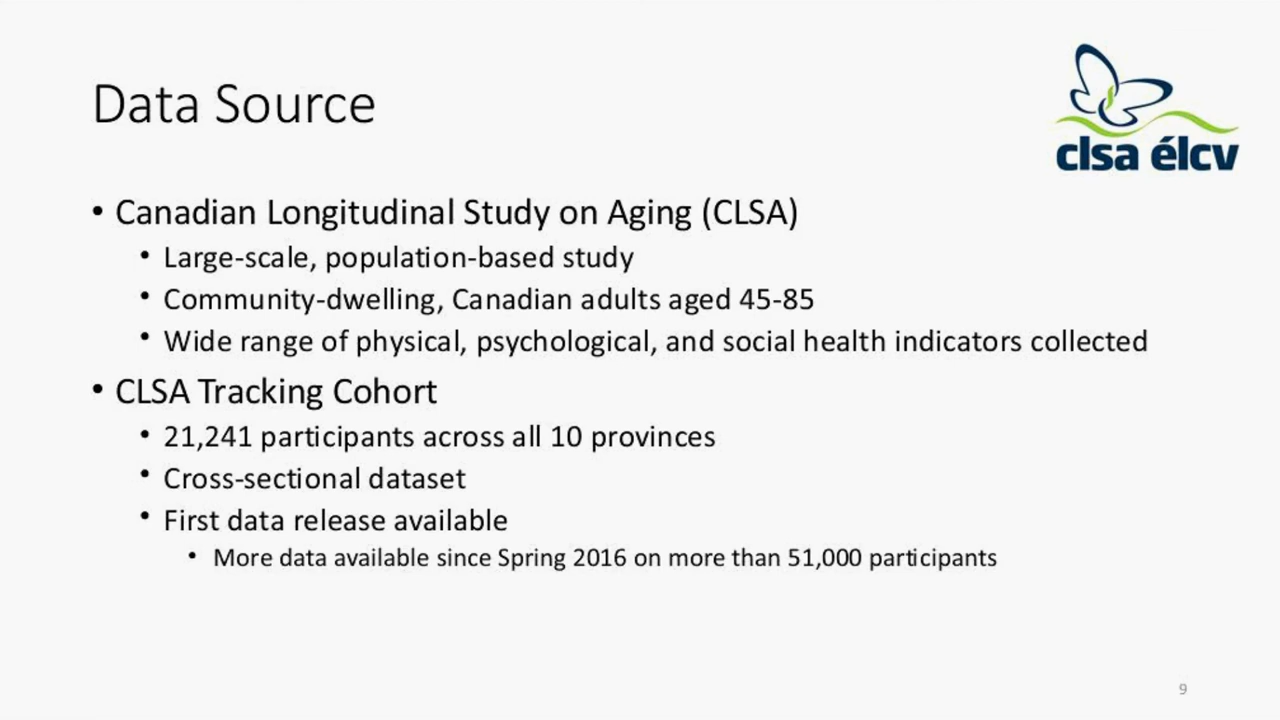 Data Source
clsa élcv
• Canadian Longitudinal Study on Aging (CLSA)
• Large-scale, population-based study
• Community-dwelling, Canadian adults aged 45-85
• Wide range of physical, psychological, and social health indicators collected
• CLSA Tracking Cohort
• 21,241 participants across all 10 provinces
• Cross-sectional dataset
• First data release available
• More data available since Spring 2016 on more than 51,000 participants
9